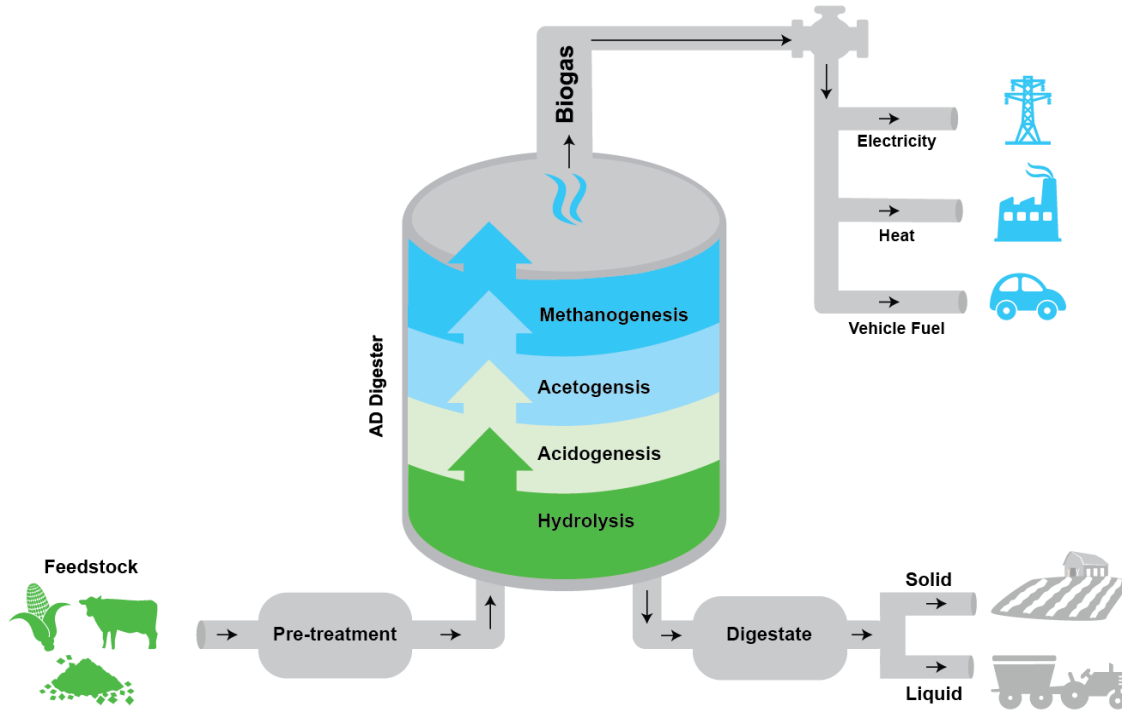 Biogas
Electricity
Heat
Vehicle Fuel
AD Digester
Methanogenesis
Acetogensis
Acidogenesis
Hydrolysis
Feedstock
Pre-treatment
Digestate
Solid
Liquid